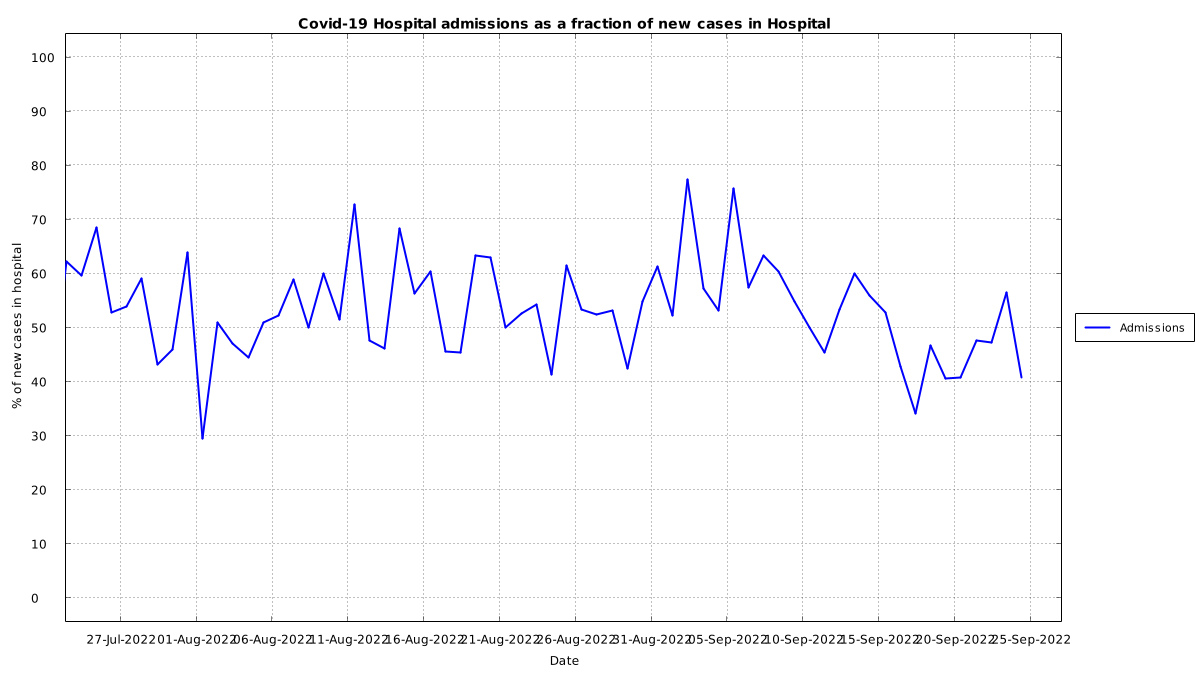 Covid-19 Hospital admissions as a fraction of new cases in Hospital
100
90
80
70
60
50
40
30
20
10
0
% of new cases in hospital
27-Jul-2022 01-Aug-2022 06-Aug-2022 11-Aug-2022 16-Aug-2022 21-Aug-2022 26-Aug-2022 31-Aug-2022 05-Sep-2022 10-Sep-2022 15-Sep-2022 20-Sep-2022 25-Sep-2022
Date
Admissions